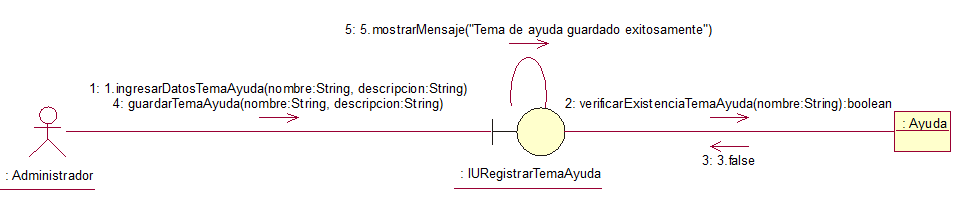 5: 5.mostrarMensaje("Tema de ayuda guardado exitosamente")
1: 1.ingresarDatosTemaAyuda(nombre:String, descripcion:String)
4: guardarTemaAyuda(nombre:String, descripcion:String)
2: verificarExistenciaTemaAyuda(nombre:String):boolean
: Ayuda
3: 3.false
: Administrador
: IURegistrarTemaAyuda